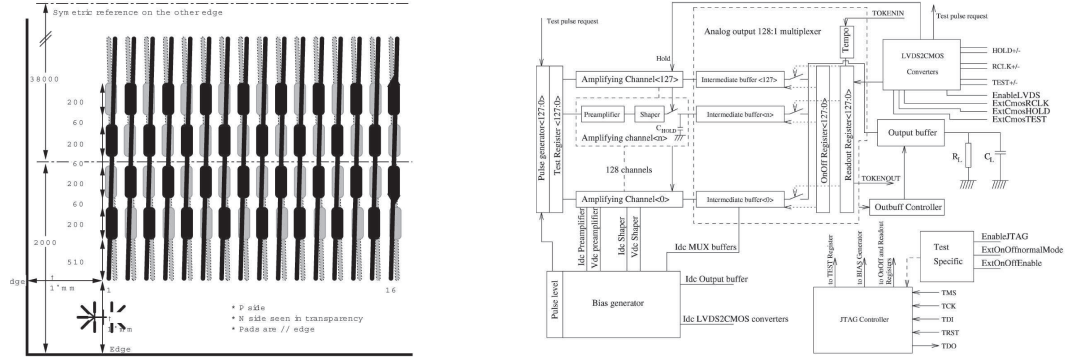 Symetric reference on the other edge
38000
200
60
200
60
200
60
200
2000
510
dge
1'mm
1
16
* P side
* N side seen in transparency
* Pads are // edge
Edge
Test pulse request
TOKENIN
Test pulse request
Analog output 128:1 multiplexer
Tempo
LVDS2CMOS
Converters
HOLD+/-
RCLK+/-
TEST+/-
EnableLVDS
ExtCmosRCLK
ExtCmosHOLD
ExtCmosTEST
Hold
Pulse generator<127:0>
Test Register <127:0>
Amplifying Channel<127>
Intermediate buffer <127>
Preamplifier
Shaper
CHOLD
Amplifying channel<n>
Intermediate buffer<n>
128 channels
Amplifying Channel<0>
Intermediate buffer<0>
OnOff Register<127:0>
Readout Register<127:0>
Output buffer
RL
CL
TOKENOUT
Outbuff Controller
Idc Preamplifier
Vdc preamplifier
Idc Shaper
Vdc Shaper
Idc MUX buffers
Pulse level
Bias generator
Idc Output buffer
Idc LVDS2CMOS converters
to TEST Register
to BIAS Generator
to OnOff and Readout
Registers
Test
Specific
EnableJTAG
ExtOnOffnormalMode
ExtOnOffEnable
JTAG Controller
TMS
TCK
TDI
TRST
TDO